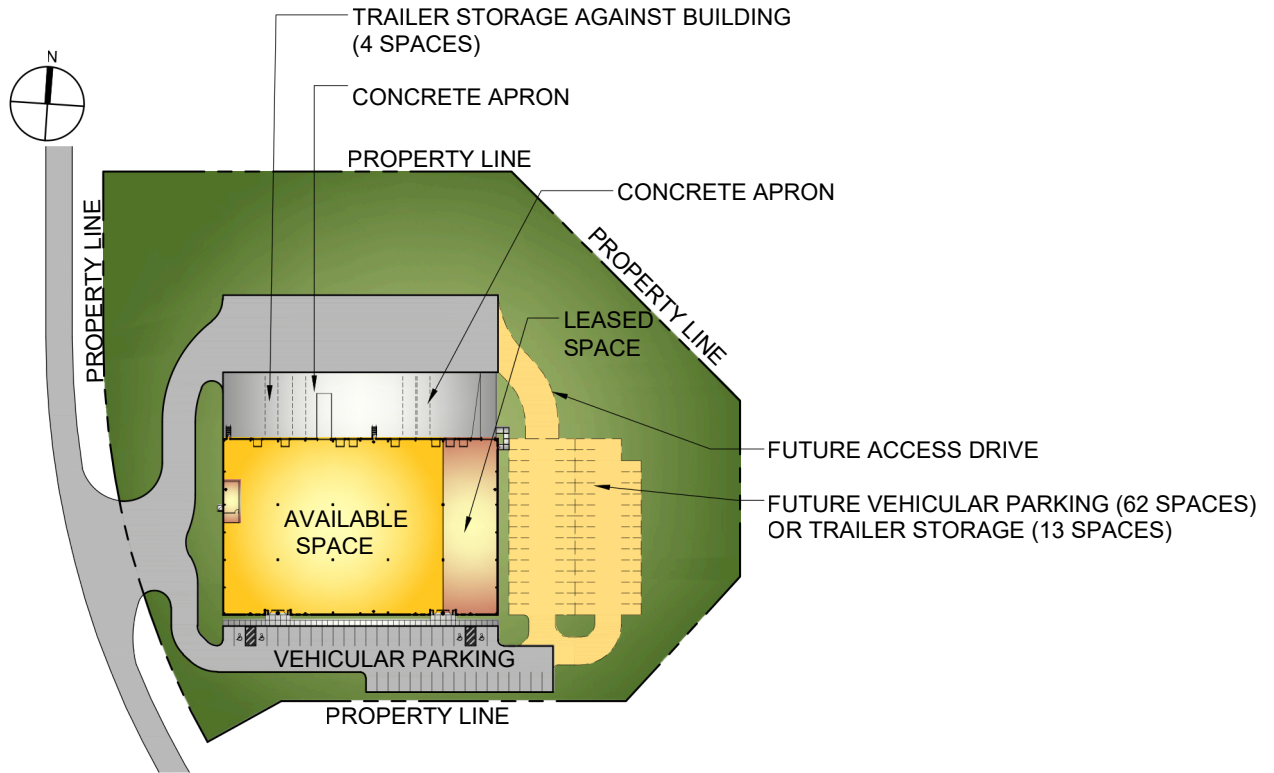 TRAILER STORAGE AGAINST BUILDING
(4 SPACES)
N
CONCRETE APRON
PROPERTY LINE
CONCRETE APRON
PROPERTY LINE
PROPERTY LINE
LEASED
SPACE
FUTURE ACCESS DRIVE
FUTURE VEHICULAR PARKING (62 SPACES)
OR TRAILER STORAGE (13 SPACES)
AVAILABLE
SPACE
VEHICULAR PARKING
PROPERTY LINE